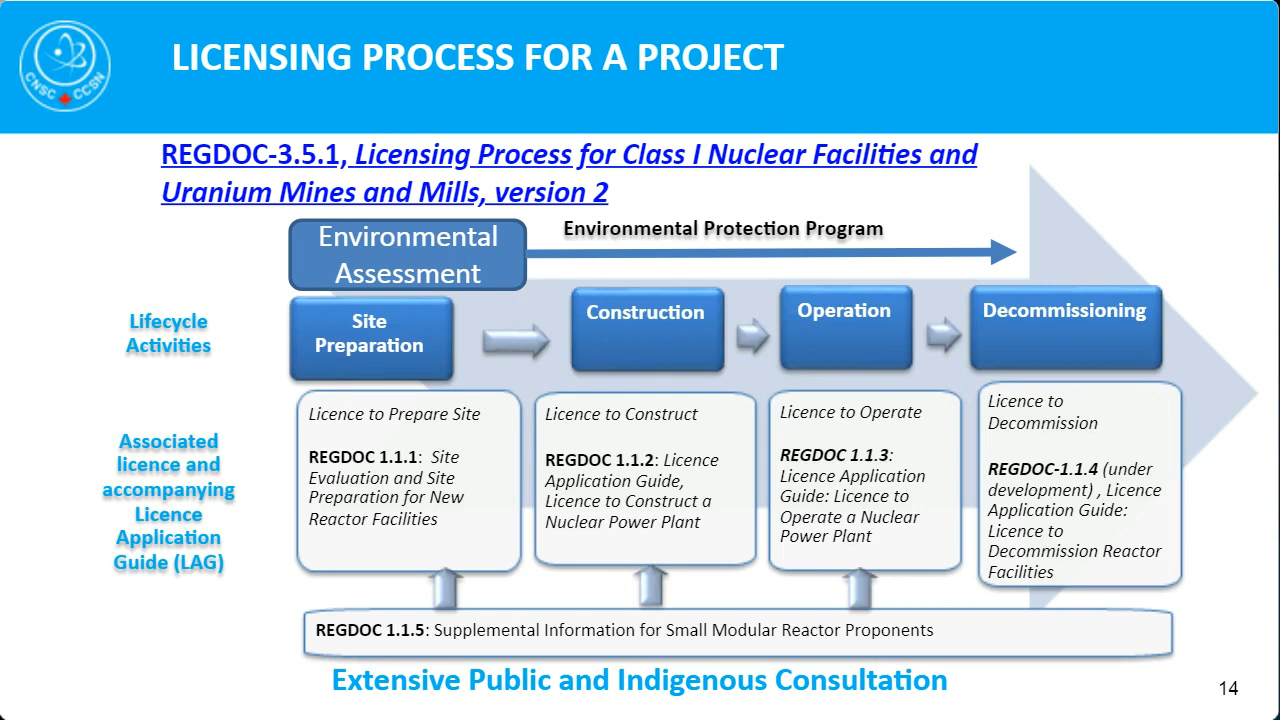 CNSC CCSN
LICENSING PROCESS FOR A PROJECT
REGDOC-3.5.1, Licensing Process for Class I Nuclear Facilities and
Uranium Mines and Mills, version 2
Environmental
Assessment
Environmental Protection Program
Lifecycle
Activities
Site
Preparation
Construction
Operation
Decommissioning
Associated
licence and
accompanying
Licence
Application
Guide (LAG)
Licence to Prepare Site
REGDOC 1.1.1: Site
Evaluation and Site
Preparation for New
Reactor Facilities
Licence to Construct
REGDOC 1.1.2: Licence
Application Guide,
Licence to Construct a
Nuclear Power Plant
Licence to Operate
REGDOC 1.1.3:
Licence Application
Guide: Licence to
Operate a Nuclear
Power Plant
Licence to
Decommission
REGDOC-1.1.4 (under
development) , Licence
Application Guide:
Licence to
Decommission Reactor
Facilities
REGDOC 1.1.5: Supplemental Information for Small Modular Reactor Proponents
Extensive Public and Indigenous Consultation
14